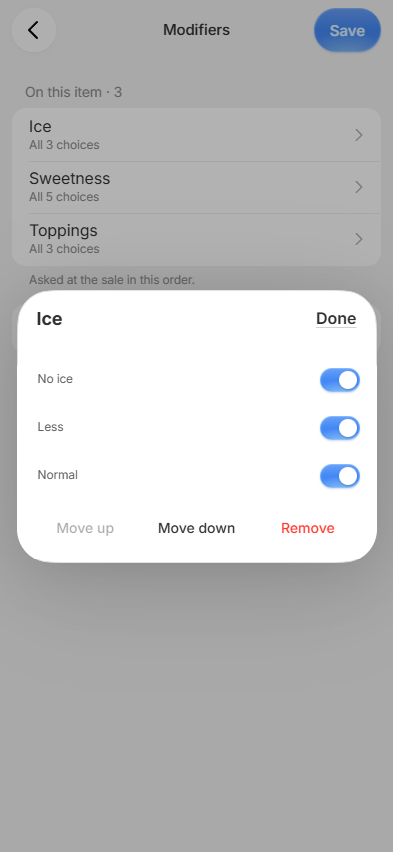 Modifiers
Save
On this item · 3
Ice
All 3 choices
Sweetness
All 5 choices
Toppings
All 3 choices
Asked at the sale in this order.
Ice
Done
No ice
Less
Normal
Move up
Move down
Remove